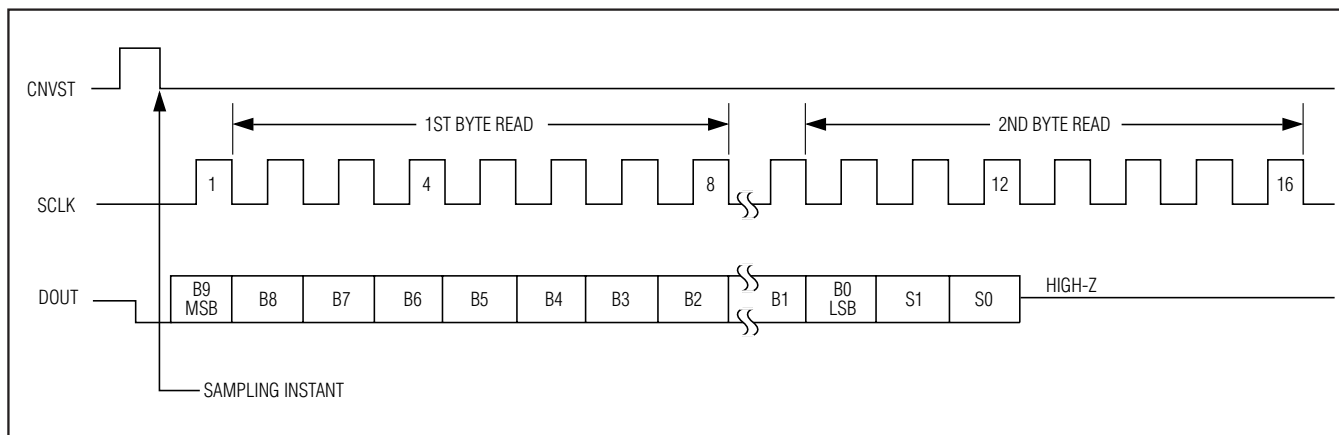 CNVST
1ST BYTE READ
2ND BYTE READ
SCLK
1
4
8
12
16
DOUT
B9
MSB
B8
B7
B6
B5
B4
B3
B2
B1
B0
LSB
S1
S0
HIGH-Z
SAMPLING INSTANT